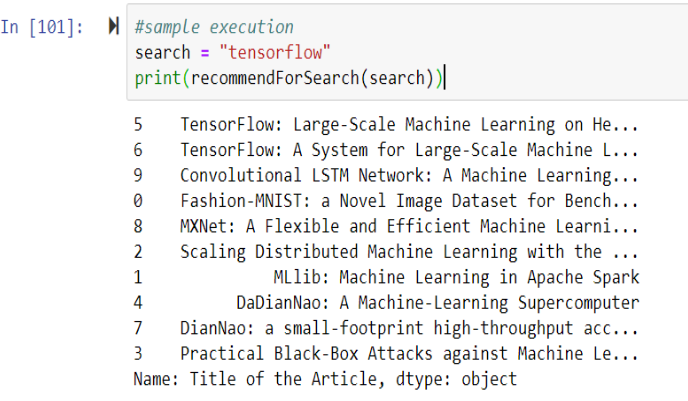 In [101]:
#sample execution
search = "tensorflow"
print(recommendForSearch(search))
5 TensorFlow: Large-Scale Machine Learning on He...
6 TensorFlow: A System for Large-Scale Machine L...
9 Convolutional LSTM Network: A Machine Learning...
0 Fashion-MNIST: a Novel Image Dataset for Bench...
8 MXNet: A Flexible and Efficient Machine Learni...
2 Scaling Distributed Machine Learning with the ...
1 MLlib: Machine Learning in Apache Spark
4 DaDianNao: A Machine-Learning Supercomputer
7 DianNao: a small-footprint high-throughput acc...
3 Practical Black-Box Attacks against Machine Le...
Name: Title of the Article, dtype: object